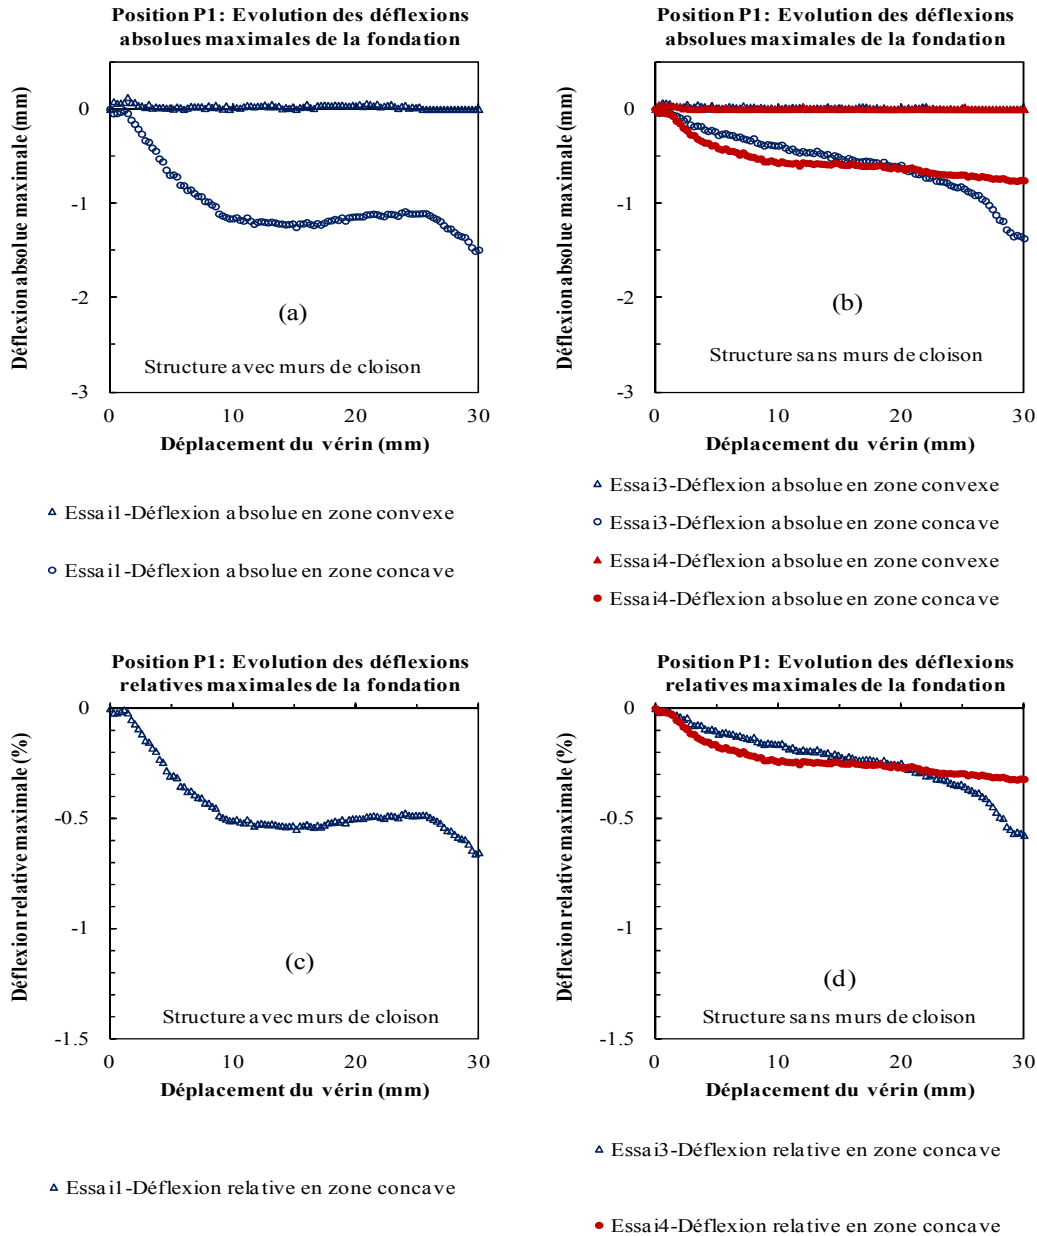 Position P1: Evolution des déflexions
absolues maximales de la fondation
Déflexion absolue maximale (mm)
0
-1
-2
-3
(a)
Structure avec murs de cloison
0 10 20 30
Déplacement du vérin (mm)
Essai1-Déflexion absolue en zone convexe
Essai1-Déflexion absolue en zone concave
Position P1: Evolution des déflexions
absolues maximales de la fondation
Déflexion absolue maximale (mm)
0
-1
-2
-3
(b)
Structure sans murs de cloison
0 10 20 30
Déplacement du vérin (mm)
Essai3-Déflexion absolue en zone convexe
Essai3-Déflexion absolue en zone concave
Essai4-Déflexion absolue en zone convexe
Essai4-Déflexion absolue en zone concave
Position P1: Evolution des déflexions
relatives maximales de la fondation
Déflexion relative maximale (%)
0
-0.5
-1
-1.5
(c)
Structure avec murs de cloison
0 10 20 30
Déplacement du vérin (mm)
Essai1-Déflexion relative en zone concave
Position P1: Evolution des déflexions
relatives maximales de la fondation
Déflexion relative maximale (%)
0
-0.5
-1
-1.5
(d)
Structure sans murs de cloison
0 10 20 30
Déplacement du vérin (mm)
Essai3-Déflexion relative en zone concave
Essai4-Déflexion relative en zone concave